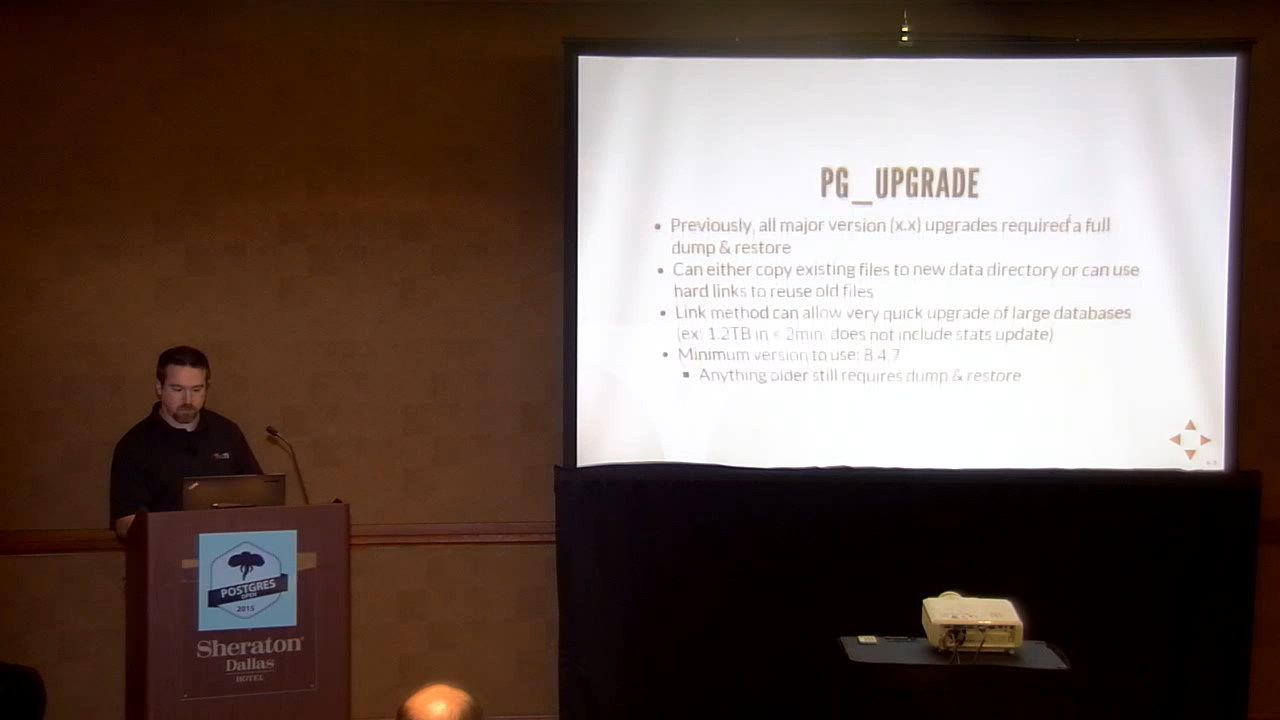 PG_UPGRADE
• Previously, all major version (x.x) upgrades required a full
dump & restore
• Can either copy existing files to new data directory or can use
hard links to reuse old files
• Link method can allow very quick upgrade of large databases
(ex: 1.2TB in < 2min, does not include stats update)
• Minimum version to use: 8.4.7
▪ Anything older still requires dump & restore
POSTGRES
OPEN
2015
Sheraton
Dallas
HOTEL